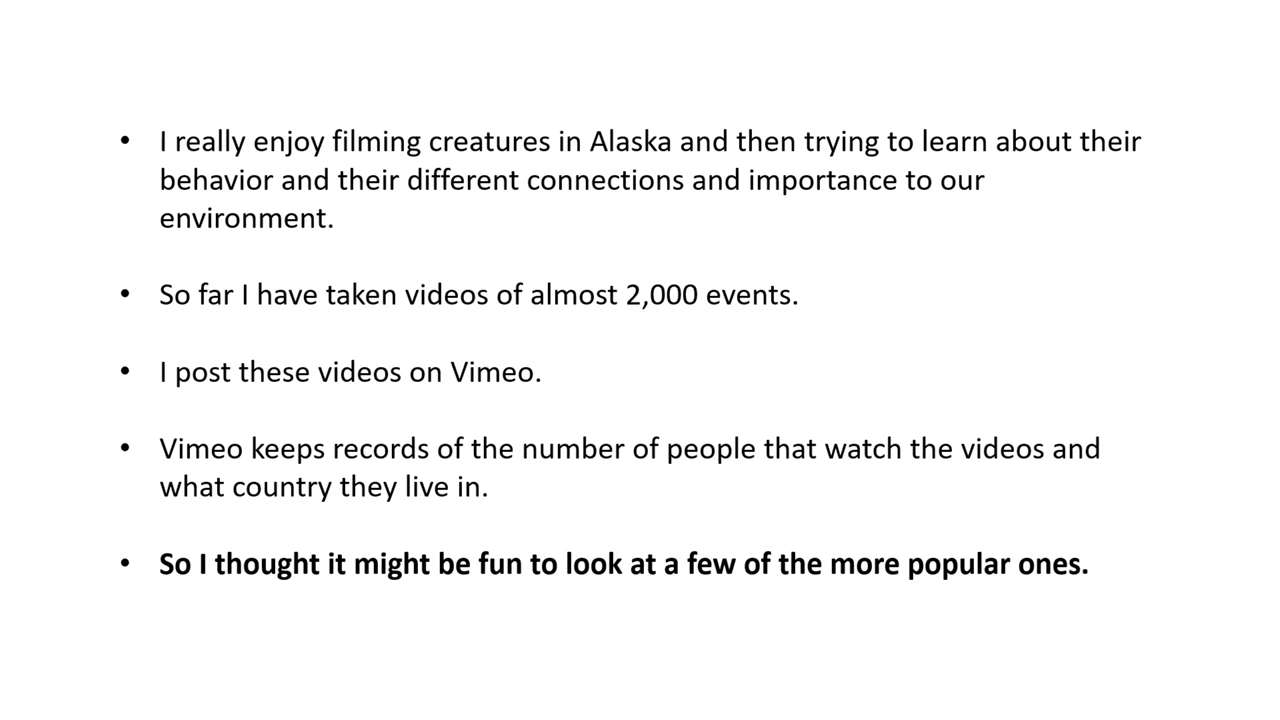 • I really enjoy filming creatures in Alaska and then trying to learn about their
behavior and their different connections and importance to our
environment.
• So far I have taken videos of almost 2,000 events.
• I post these videos on Vimeo.
• Vimeo keeps records of the number of people that watch the videos and
what country they live in.
• So I thought it might be fun to look at a few of the more popular ones.